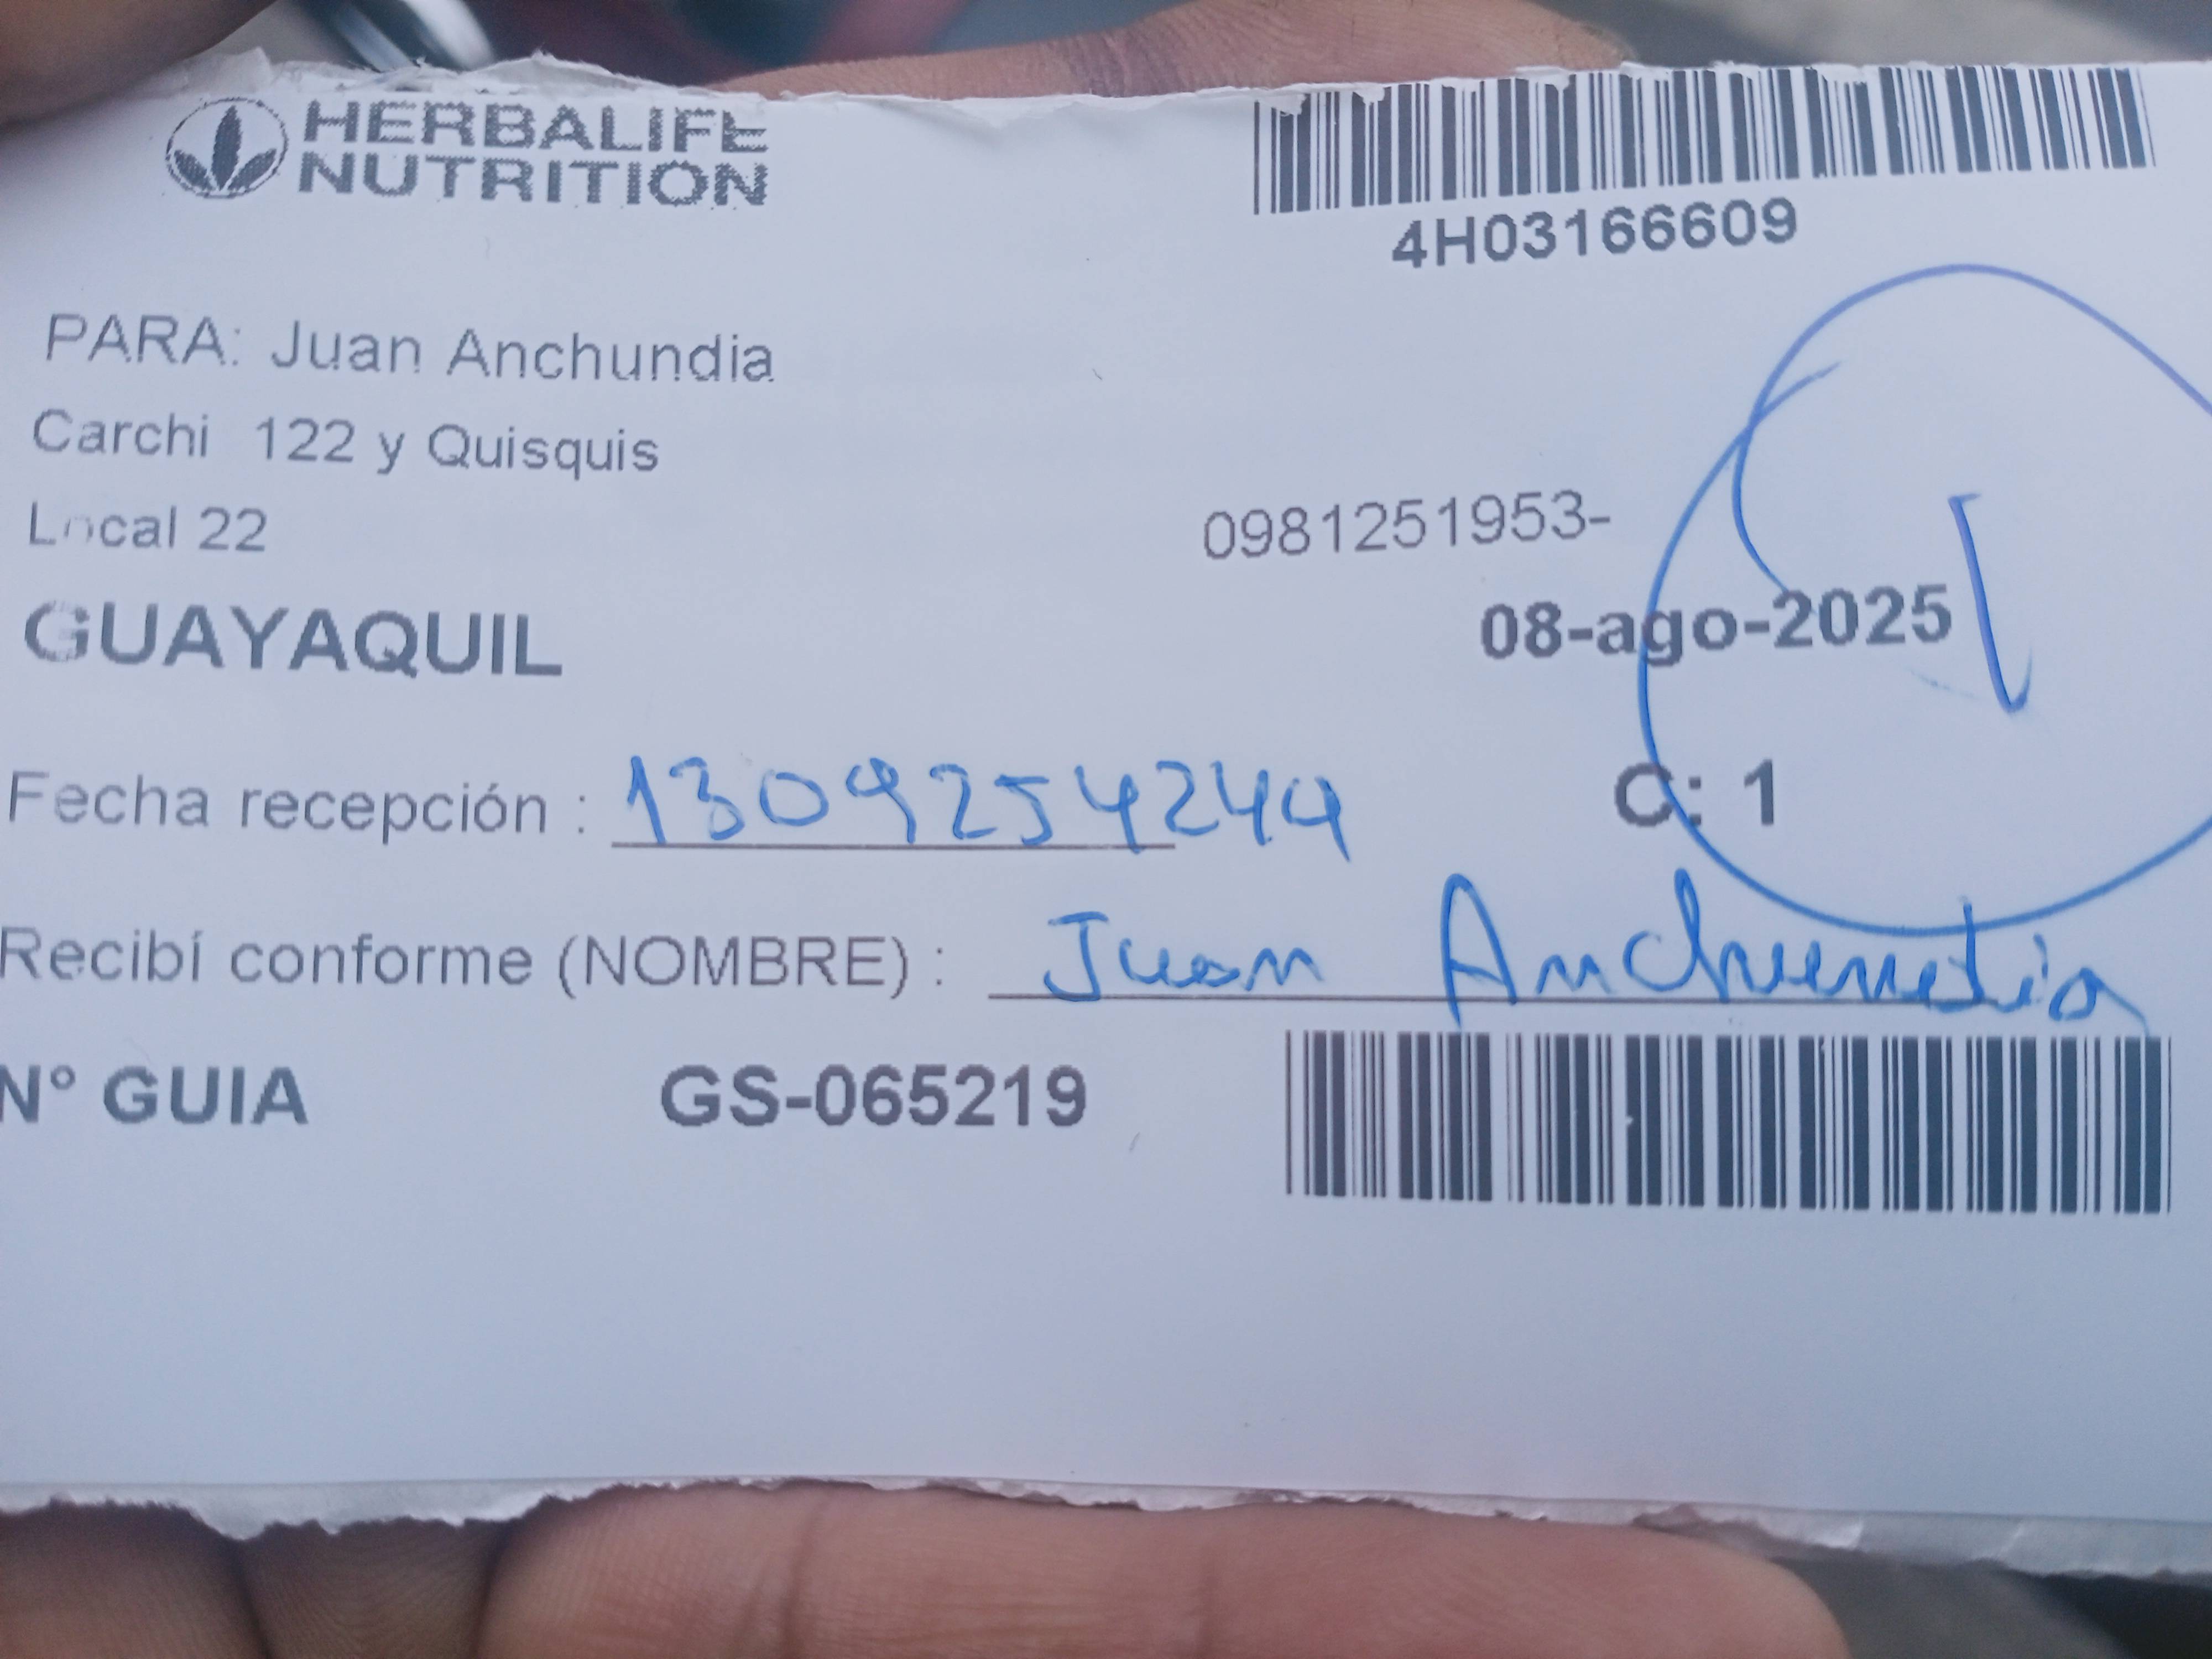 HERBALIFE
NUTRITION
4H03166609
PARA: Juan Anchundia
Carchi 122 y Quisquis
Local 22
0981251953-
GUAYAQUIL
08-ago-2025
Fecha recepción : 1309254244
C: 1
Recibí conforme (NOMBRE) : Juan Anchundia
N° GUIA GS-065219